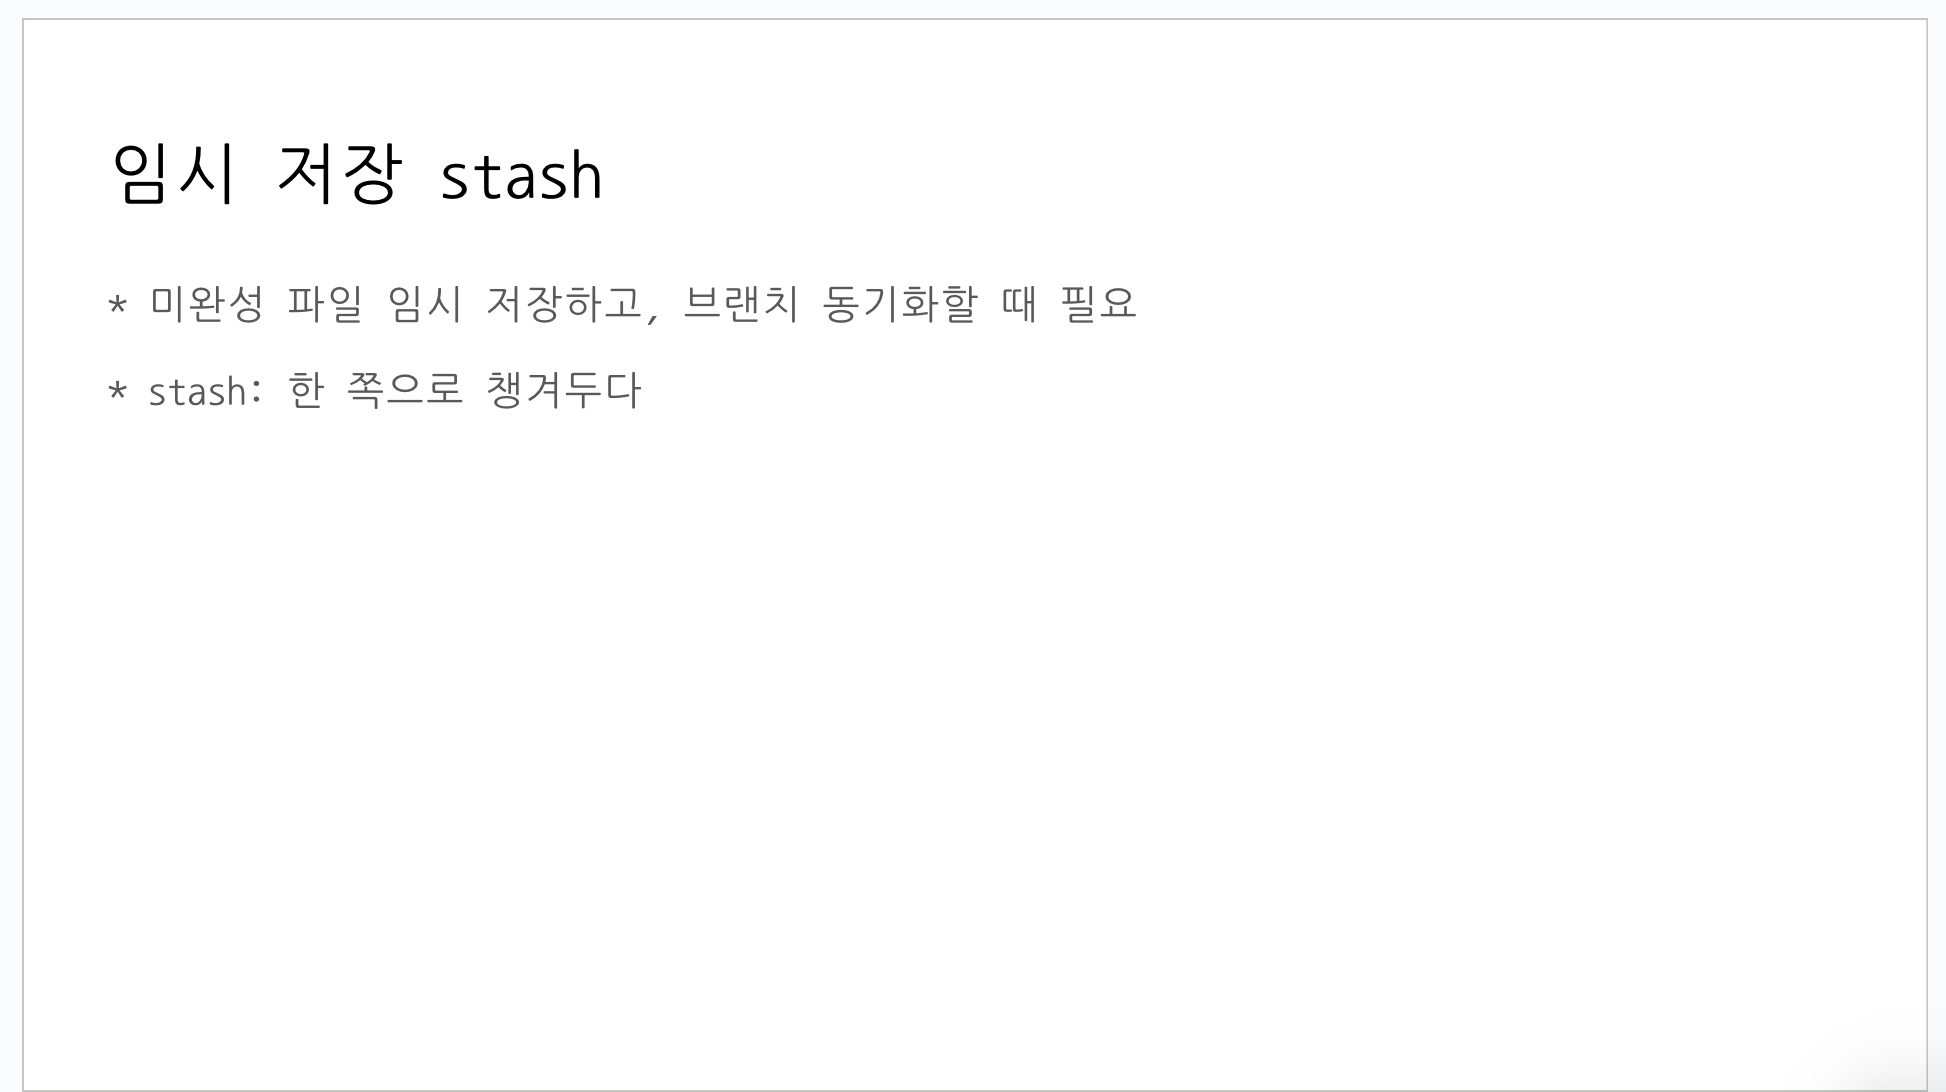 임시 저장 stash
* 미완성 파일 임시 저장하고, 브랜치 동기화할 때 필요
* stash: 한 쪽으로 챙겨두다